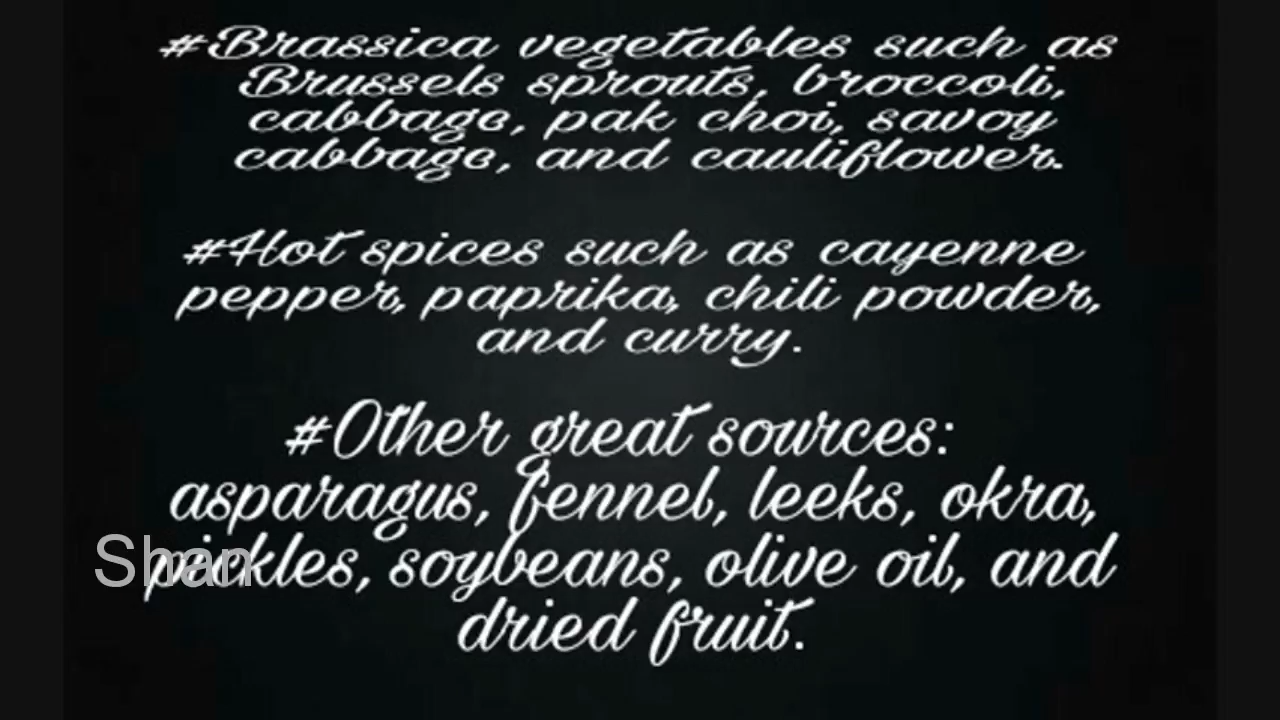 #Brassica vegetables such as
Brussels sprouts, broccoli,
cabbage, pak choi, savoy
cabbage, and cauliflower.
#Hot spices such as cayenne
pepper, paprika, chili powder,
and curry.
#Other great sources:
asparagus, fennel, leeks, okra,
pickles, soybeans, olive oil, and
dried fruit.
Shan